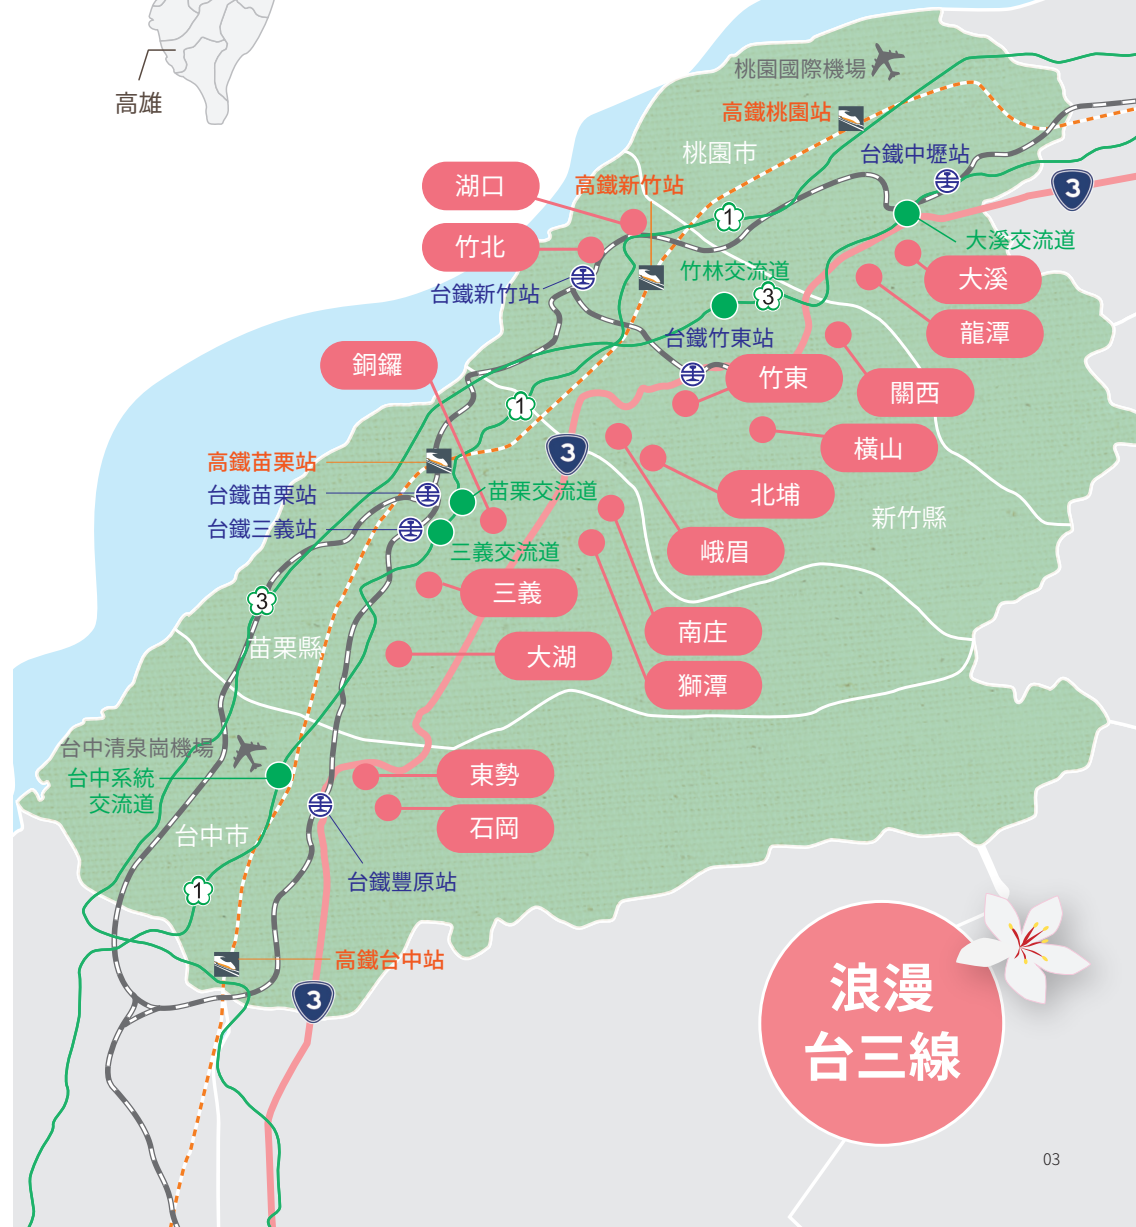 高雄
桃園國際機場
高鐵桃園站
桃園市
台鐵中壢站
3
湖口
高鐵新竹站
1
竹北
大溪交流道
竹林交流道
大溪
台鐵新竹站
3
龍潭
台鐵竹東站
銅鑼
竹東
關西
1
橫山
3
高鐵苗栗站
台鐵苗栗站
苗栗交流道
北埔
新竹縣
台鐵三義站
三義交流道
峨眉
三義
3
南庄
苗栗縣
大湖
獅潭
台中清泉崗機場
台中系統
交流道
東勢
台中市
石岡
台鐵豐原站
1
高鐵台中站
3
浪漫
台三線
03